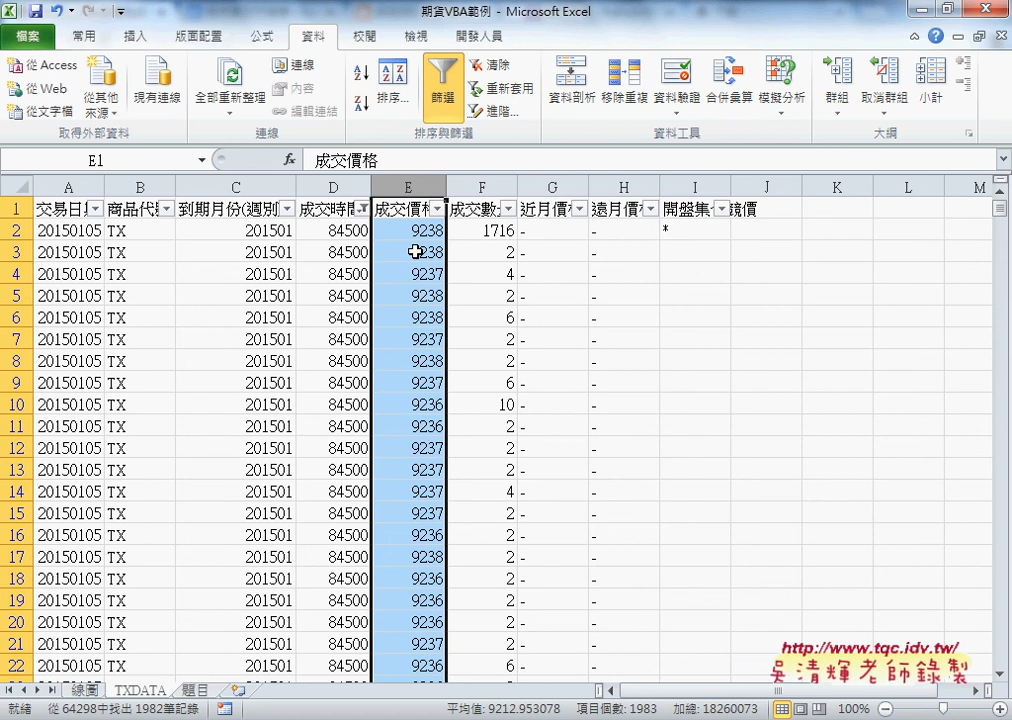 期貨VBA範例 - Microsoft Excel
檔案 常用 插入 版面配置 公式 資料 校閱 檢視 開發人員
從 Access
從 Web
從文字檔
從其他
來源
現有連線
全部重新整理
連線
內容
編輯連結
排序...
篩選
清除
重新套用
進階...
資料剖析 移除重複 資料驗證 合併彙算 模擬分析
群組 取消群組 小計
取得外部資料 連線 排序與篩選 資料工具 大綱
E1 fx 成交價格
A B C D E F G H I J K L M
1 交易日 商品代 到期月份(週別 成交時間 成交價格 成交數 近月價 遠月價 開盤集 競價
2 20150105 TX 201501 84500 9238 1716 - - *
3 20150105 TX 201501 84500 9238 2 - -
4 20150105 TX 201501 84500 9237 4 - -
5 20150105 TX 201501 84500 9238 2 - -
6 20150105 TX 201501 84500 9238 6 - -
7 20150105 TX 201501 84500 9237 2 - -
8 20150105 TX 201501 84500 9238 2 - -
9 20150105 TX 201501 84500 9237 6 - -
10 20150105 TX 201501 84500 9236 10 - -
11 20150105 TX 201501 84500 9236 2 - -
12 20150105 TX 201501 84500 9237 2 - -
13 20150105 TX 201501 84500 9237 2 - -
14 20150105 TX 201501 84500 9237 4 - -
15 20150105 TX 201501 84500 9237 2 - -
16 20150105 TX 201501 84500 9236 2 - -
17 20150105 TX 201501 84500 9238 2 - -
18 20150105 TX 201501 84500 9236 2 - -
19 20150105 TX 201501 84500 9236 2 - -
20 20150105 TX 201501 84500 9236 2 - -
21 20150105 TX 201501 84500 9237 2 - -
22 20150105 TX 201501 84500 9236 6 - -
http://www.tqc.idv.tw/
吳清輝老師錄製
線圖 TXDATA 題目
就緒 從 64298中找出 1982筆記錄 平均值: 9212.953078 項目個數: 1983 加總: 18260073 100%